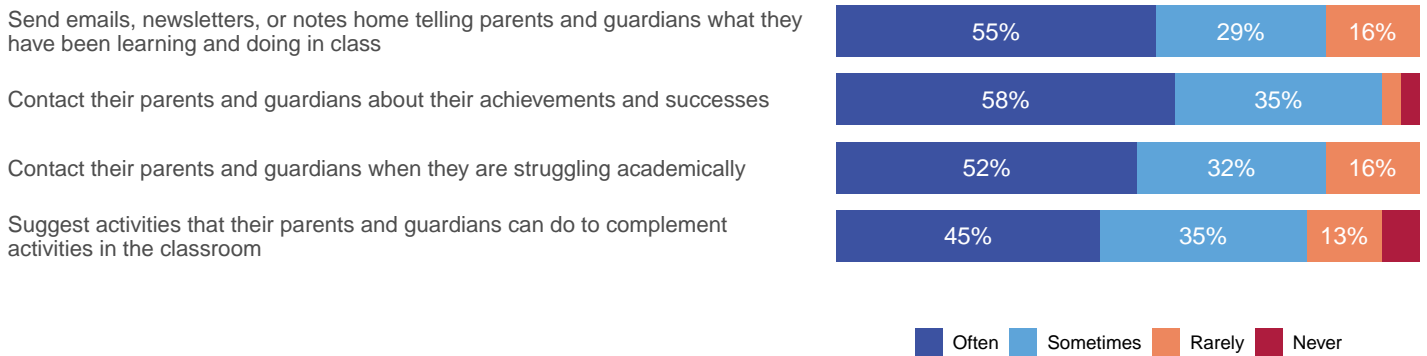 Send emails, newsletters, or notes home telling parents and guardians what they
have been learning and doing in class
55% 29% 16%
Contact their parents and guardians about their achievements and successes
58% 35%
Contact their parents and guardians when they are struggling academically
52% 32% 16%
Suggest activities that their parents and guardians can do to complement
activities in the classroom
45% 35% 13%
Often Sometimes Rarely Never